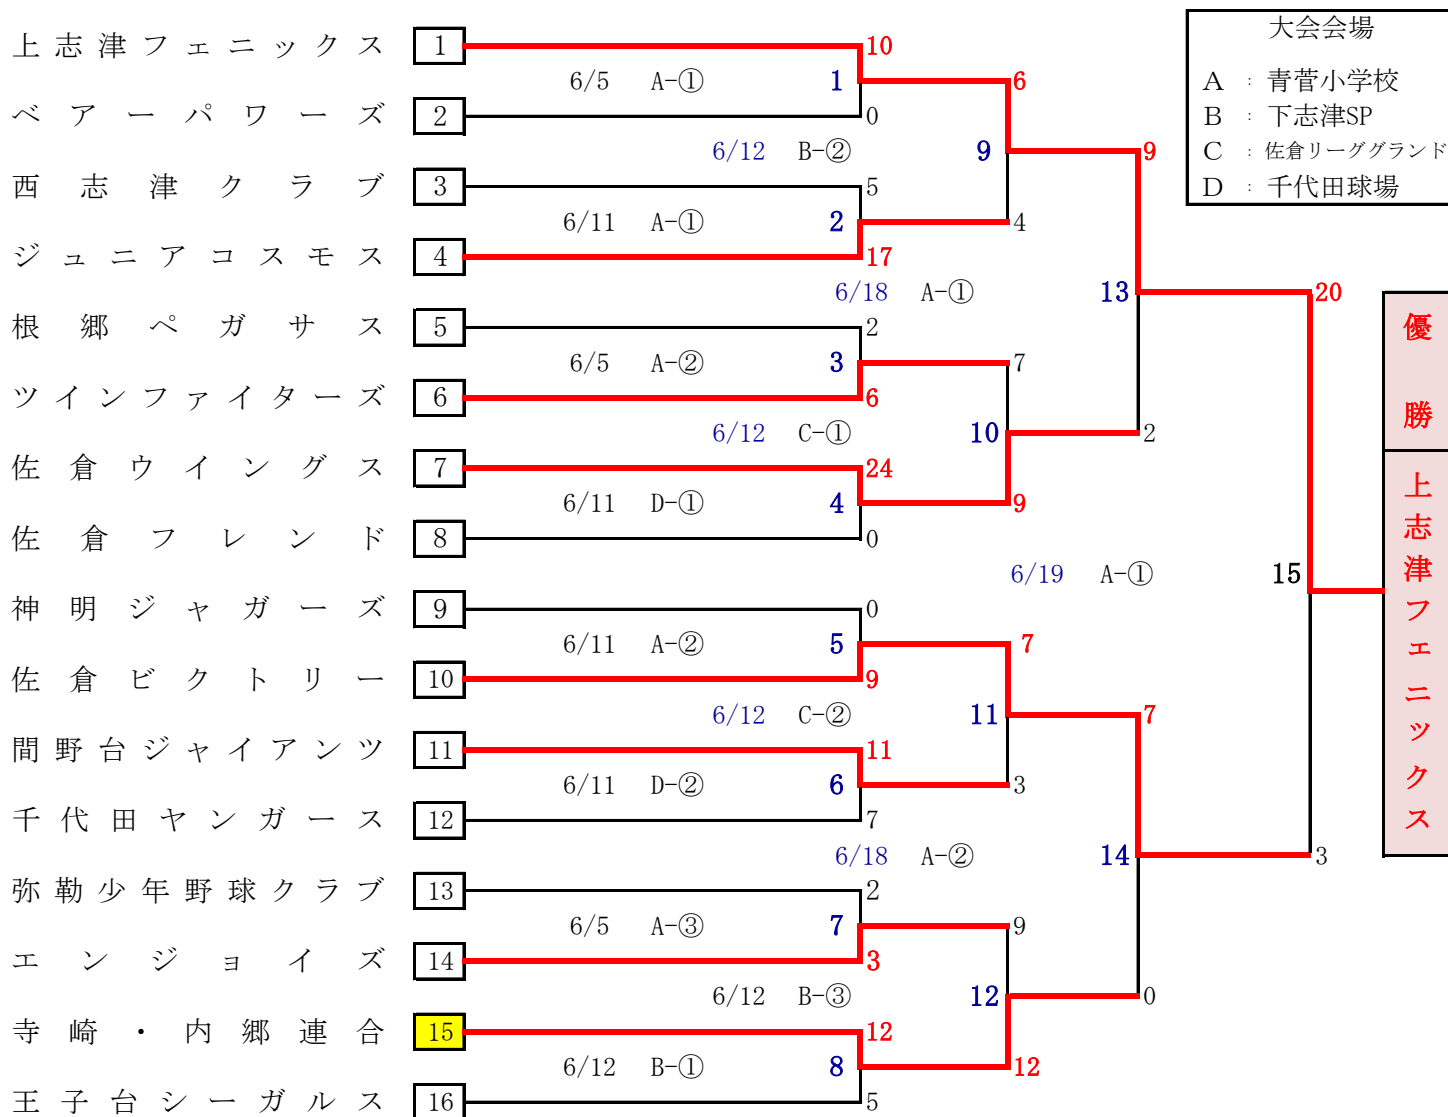 大会会場
A : 青菅小学校
B : 下志津SP
C : 佐倉リーググランド
D : 千代田球場
上志津フェニックス 1 10
6/5 A-① 1 6
ベアーパワーズ 2 0
6/12 B-② 9 9
西志津クラブ 3 5
6/11 A-① 2 4
ジュニアコスモス 4 17
6/18 A-① 13 20
根郷ペガサス 5 2
6/5 A-② 3 7
ツインファイターズ 6 6
6/12 C-① 10 2
佐倉ウイングス 7 24
6/11 D-① 4 9
佐倉フレンド 8 0
6/19 A-① 15
神明ジャガーズ 9 0
6/11 A-② 5 7
佐倉ビクトリー 10 9
6/12 C-② 11 7
間野台ジャイアンツ 11 11
6/11 D-② 6 3
千代田ヤンガース 12 7
6/18 A-② 14 3
弥勒少年野球クラブ 13 2
6/5 A-③ 7 9
エンジョイズ 14 3
6/12 B-③ 12 0
寺崎・内郷連合 15 12
6/12 B-① 8 12
王子台シーガルス 16 5
優勝
上志津フェニックス